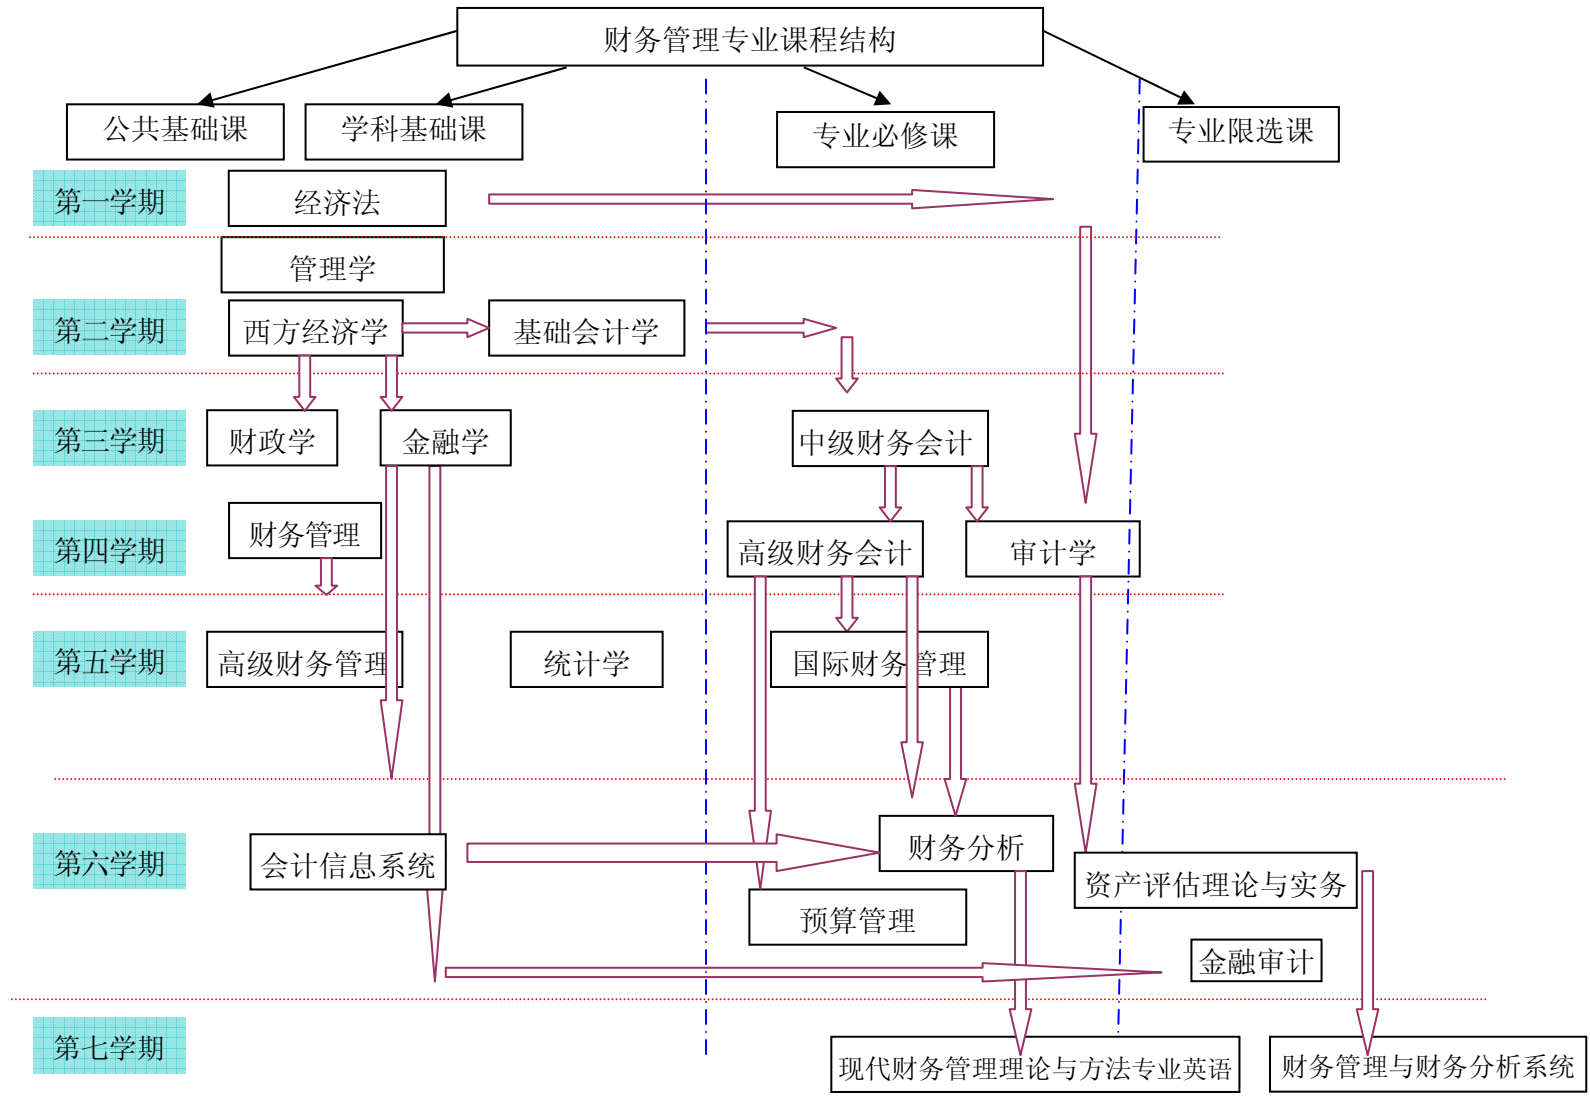 财务管理专业课程结构
公共基础课
学科基础课
专业必修课
专业限选课
第一学期
经济法
管理学
第二学期
西方经济学
基础会计学
第三学期
财政学
金融学
中级财务会计
第四学期
财务管理
高级财务会计
审计学
第五学期
高级财务管理
统计学
国际财务管理
第六学期
会计信息系统
财务分析
资产评估理论与实务
预算管理
金融审计
第七学期
现代财务管理理论与方法专业英语
财务管理与财务分析系统